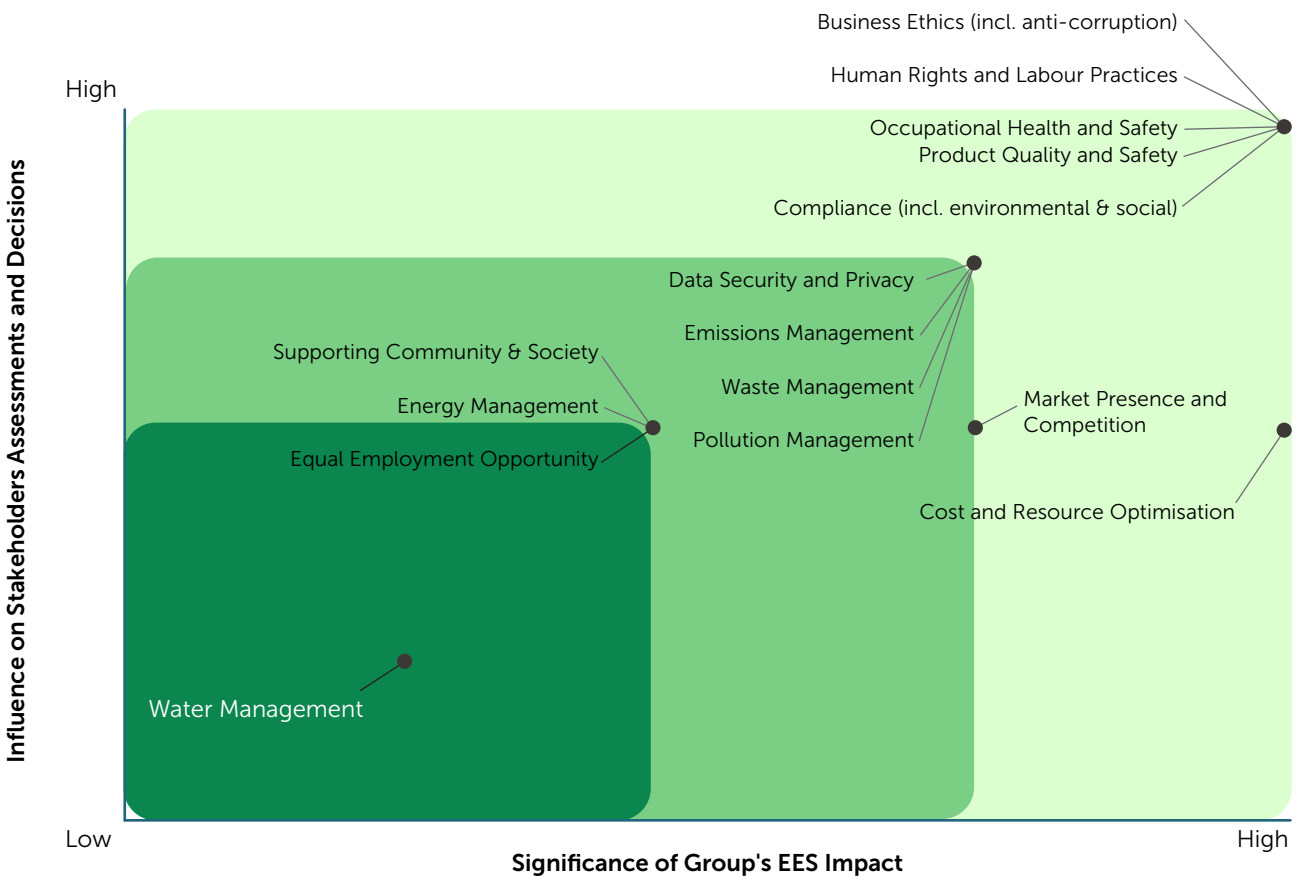 Business Ethics (incl. anti-corruption)
Human Rights and Labour Practices
High
Occupational Health and Safety
Product Quality and Safety
Compliance (incl. environmental & social)
Data Security and Privacy
Emissions Management
Supporting Community & Society
Waste Management
Energy Management
Market Presence and
Competition
Pollution Management
Equal Employment Opportunity
Cost and Resource Optimisation
Water Management
Influence on Stakeholders Assessments and Decisions
Low
High
Significance of Group's EES Impact